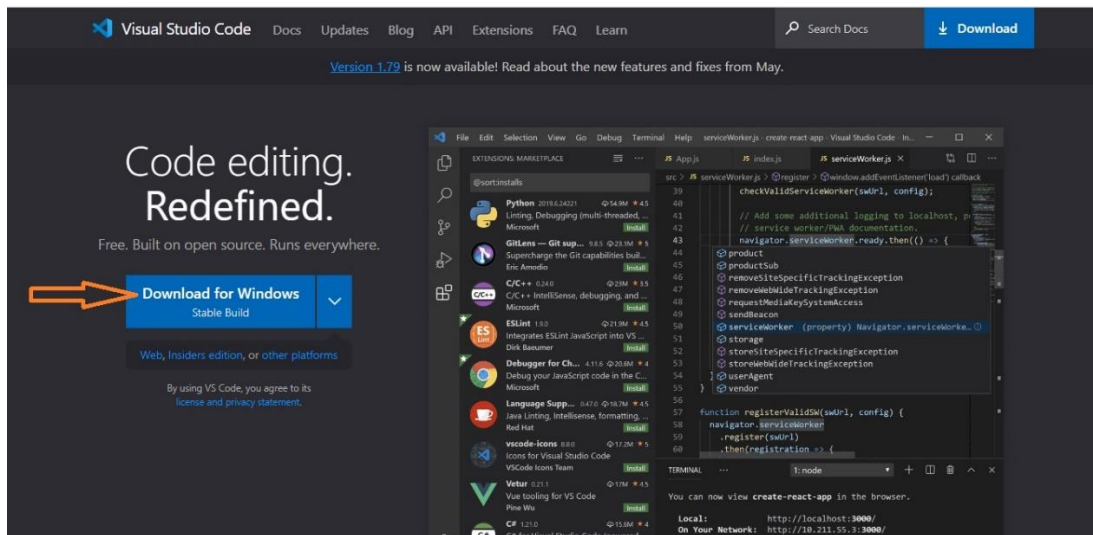 Visual Studio Code Docs Updates Blog API Extensions FAQ Learn Search Docs Download
Version 1.79 is now available! Read about the new features and fixes from May.
Code editing.
Redefined.
Free. Built on open source. Runs everywhere.
Download for Windows
Stable Build
Web, Insiders edition, or other platforms
By using VS Code, you agree to its
license and privacy statement.
File Edit Selection View Go Debug Terminal Help serviceWorker.js - create-react-app - Visual Studio Code - In...
EXTENSIONS: MARKETPLACE
@sort:installs
Python 2019.6.24221 54.9M ★ 4.5
Linting, Debugging (multi-threaded, ...
Microsoft Install
GitLens — Git sup... 9.8.5 23.1M ★ 5
Supercharge the Git capabilities buil...
Eric Amodio Install
C/C++ 0.24.0 23M ★ 3.5
C/C++ IntelliSense, debugging, and ...
Microsoft Install
ESLint 1.9.0 21.9M ★ 4.5
Integrates ESLint JavaScript into VS ...
Dirk Baeumer Install
Debugger for Ch... 4.11.6 20.6M ★ 4
Debug your JavaScript code in the C...
Microsoft Install
Language Supp... 0.47.0 18.7M ★ 4.5
Java Linting, Intellisense, formatting, ...
Red Hat Install
vscode-icons 8.8.0 17.2M ★ 5
Icons for Visual Studio Code
VSCode Icons Team Install
Vetur 0.21.1 17M ★ 4.5
Vue tooling for VS Code
Pine Wu Install
C# 1.21.0 15.6M ★ 4
JS App.js JS index.js JS serviceWorker.js
src > JS serviceWorker.js > register > window.addEventListener('load') callback
39 checkValidServiceWorker(swUrl, config);
40
41 // Add some additional logging to localhost, p
42 // service worker/PWA documentation.
43 navigator.serviceWorker.ready.then(() => {
44 product
45 productSub
46 removeSiteSpecificTrackingException
47 removeWebWideTrackingException
48 requestMediaKeySystemAccess
49 sendBeacon
50 serviceWorker (property) Navigator.serviceWorke...
51 storage
52 storeSiteSpecificTrackingException
53 storeWebWideTrackingException
54 } userAgent
55 } vendor
56
57 function registerValidSW(swUrl, config) {
58 navigator.serviceWorker
59 .register(swUrl)
60 .then(registration => {
TERMINAL ... 1: node
You can now view create-react-app in the browser.
Local: http://localhost:3000/
On Your Network: http://10.211.55.3:3000/